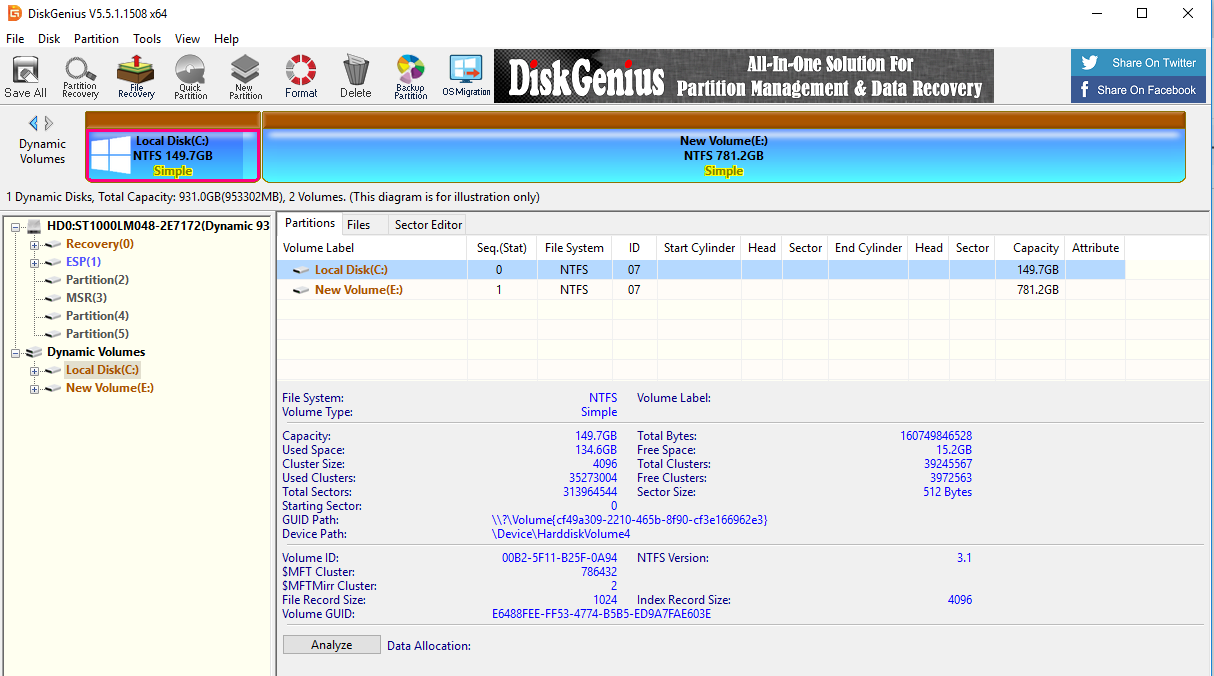 DiskGenius V5.5.1.1508 x64
File Disk Partition Tools View Help
Save All
Partition Recovery
File Recovery
Quick Partition
New Partition
Format
Delete
Backup Partition
OS Migration
DiskGenius
All-In-One Solution For
Partition Management & Data Recovery
Share On Twitter
Share On Facebook
Dynamic
Volumes
Local Disk(C:)
NTFS 149.7GB
Simple
New Volume(E:)
NTFS 781.2GB
Simple
1 Dynamic Disks, Total Capacity: 931.0GB(953302MB), 2 Volumes. (This diagram is for illustration only)
HD0:ST1000LM048-2E7172(Dynamic 93
Recovery(0)
ESP(1)
Partition(2)
MSR(3)
Partition(4)
Partition(5)
Dynamic Volumes
Local Disk(C:)
New Volume(E:)
Partitions Files Sector Editor
Volume Label Seq.(Stat) File System ID Start Cylinder Head Sector End Cylinder Head Sector Capacity Attribute
Local Disk(C:) 0 NTFS 07 149.7GB
New Volume(E:) 1 NTFS 07 781.2GB
File System: NTFS Volume Label:
Volume Type: Simple
Capacity: 149.7GB Total Bytes: 160749846528
Used Space: 134.6GB Free Space: 15.2GB
Cluster Size: 4096 Total Clusters: 39245567
Used Clusters: 35273004 Free Clusters: 3972563
Total Sectors: 313964544 Sector Size: 512 Bytes
Starting Sector: 0
GUID Path: \\?\Volume{cf49a309-2210-465b-8f90-cf3e166962e3}
Device Path: \Device\HarddiskVolume4
Volume ID: 00B2-5F11-B25F-0A94 NTFS Version: 3.1
$MFT Cluster: 786432
$MFTMirr Cluster: 2
File Record Size: 1024 Index Record Size: 4096
Volume GUID: E6488FEE-FF53-4774-B5B5-ED9A7FAE603E
Analyze Data Allocation: